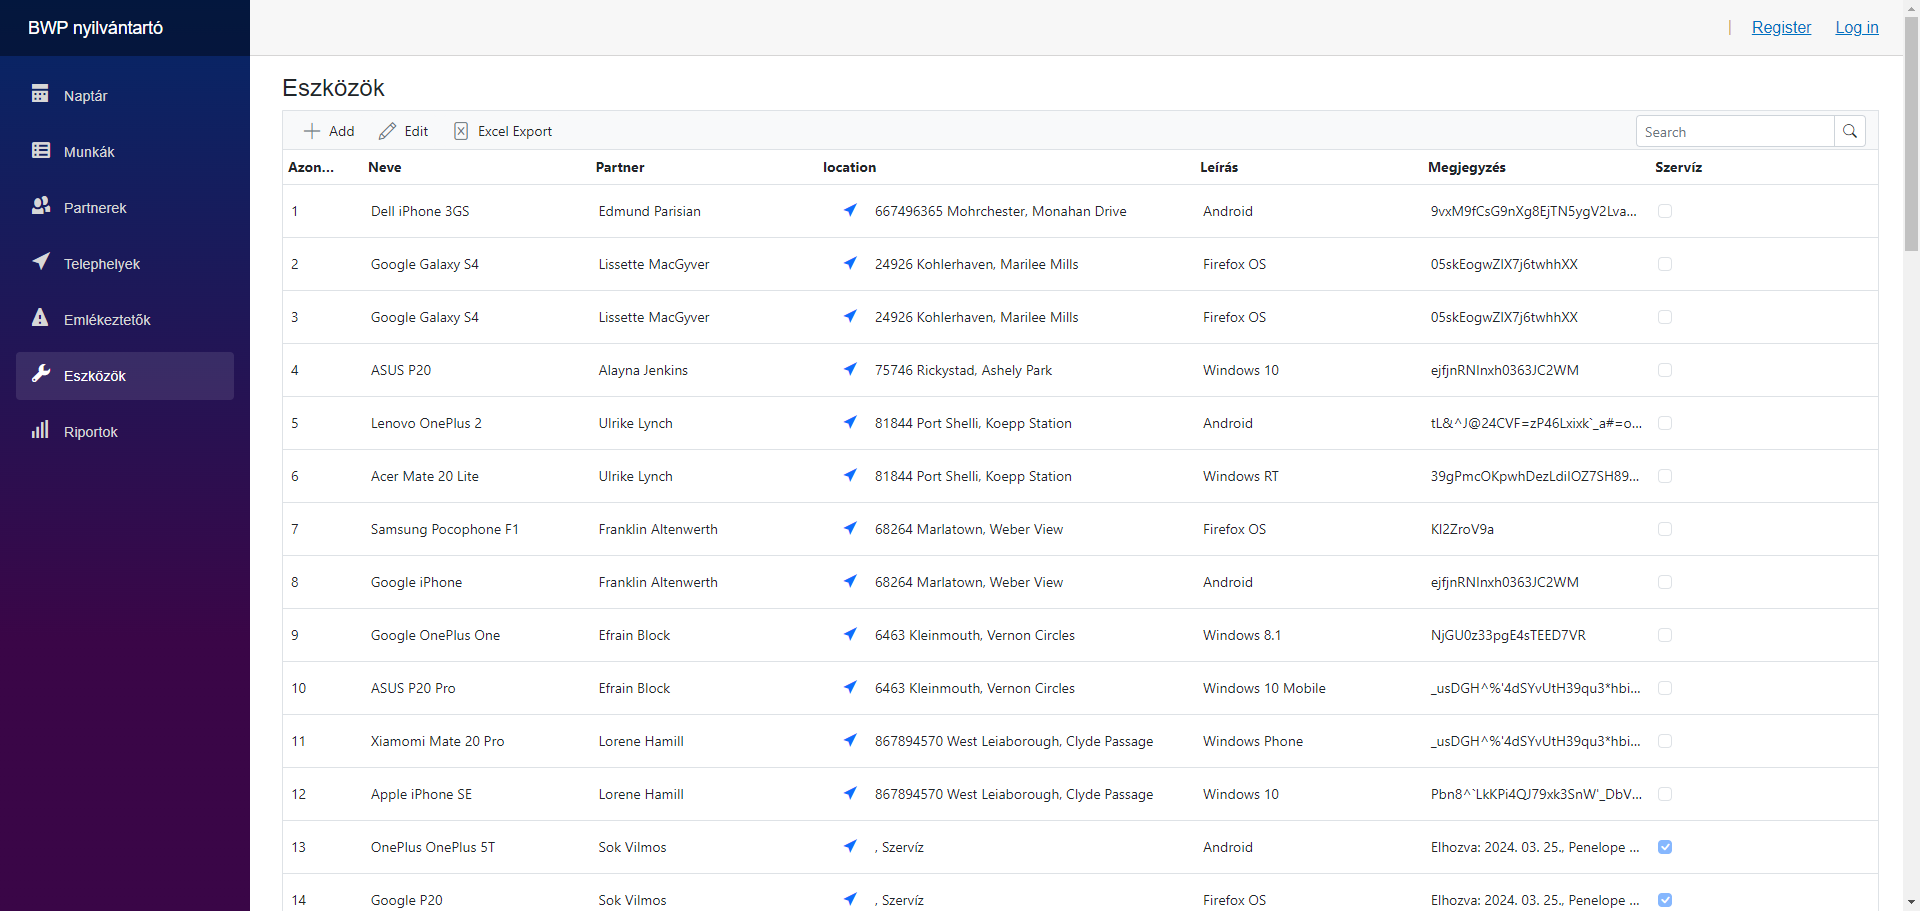 BWP nyilvántartó
Register Log in
Naptár
Munkák
Partnerek
Telephelyek
Emlékeztetők
Eszközök
Riportok
Eszközök
Add Edit Excel Export Search
Azon... Neve Partner location Leírás Megjegyzés Szervíz
1 Dell iPhone 3GS Edmund Parisian 667496365 Mohrchester, Monahan Drive Android 9vxM9fCsG9nXg8EjTN5ygV2Lva...
2 Google Galaxy S4 Lissette MacGyver 24926 Kohlerhaven, Marilee Mills Firefox OS 05skEogwZIX7j6twhhXX
3 Google Galaxy S4 Lissette MacGyver 24926 Kohlerhaven, Marilee Mills Firefox OS 05skEogwZIX7j6twhhXX
4 ASUS P20 Alayna Jenkins 75746 Rickystad, Ashely Park Windows 10 ejfjnRNInxh0363JC2WM
5 Lenovo OnePlus 2 Ulrike Lynch 81844 Port Shelli, Koepp Station Android tL&^J@24CVF=zP46Lxixk`_a#=o...
6 Acer Mate 20 Lite Ulrike Lynch 81844 Port Shelli, Koepp Station Windows RT 39gPmcOKpwhDezLdiIOZ7SH89...
7 Samsung Pocophone F1 Franklin Altenwerth 68264 Marlatown, Weber View Firefox OS Kl2ZroV9a
8 Google iPhone Franklin Altenwerth 68264 Marlatown, Weber View Android ejfjnRNInxh0363JC2WM
9 Google OnePlus One Efrain Block 6463 Kleinmouth, Vernon Circles Windows 8.1 NjGU0z33pgE4sTEED7VR
10 ASUS P20 Pro Efrain Block 6463 Kleinmouth, Vernon Circles Windows 10 Mobile _usDGH^%'4dSYvUtH39qu3*hbi...
11 Xiamomi Mate 20 Pro Lorene Hamill 867894570 West Leiaborough, Clyde Passage Windows Phone _usDGH^%'4dSYvUtH39qu3*hbi...
12 Apple iPhone SE Lorene Hamill 867894570 West Leiaborough, Clyde Passage Windows 10 Pbn8^`LkKPi4QJ79xk3SnW'_DbV...
13 OnePlus OnePlus 5T Sok Vilmos , Szervíz Android Elhozva: 2024. 03. 25., Penelope ...
14 Google P20 Sok Vilmos , Szervíz Firefox OS Elhozva: 2024. 03. 25., Penelope ...